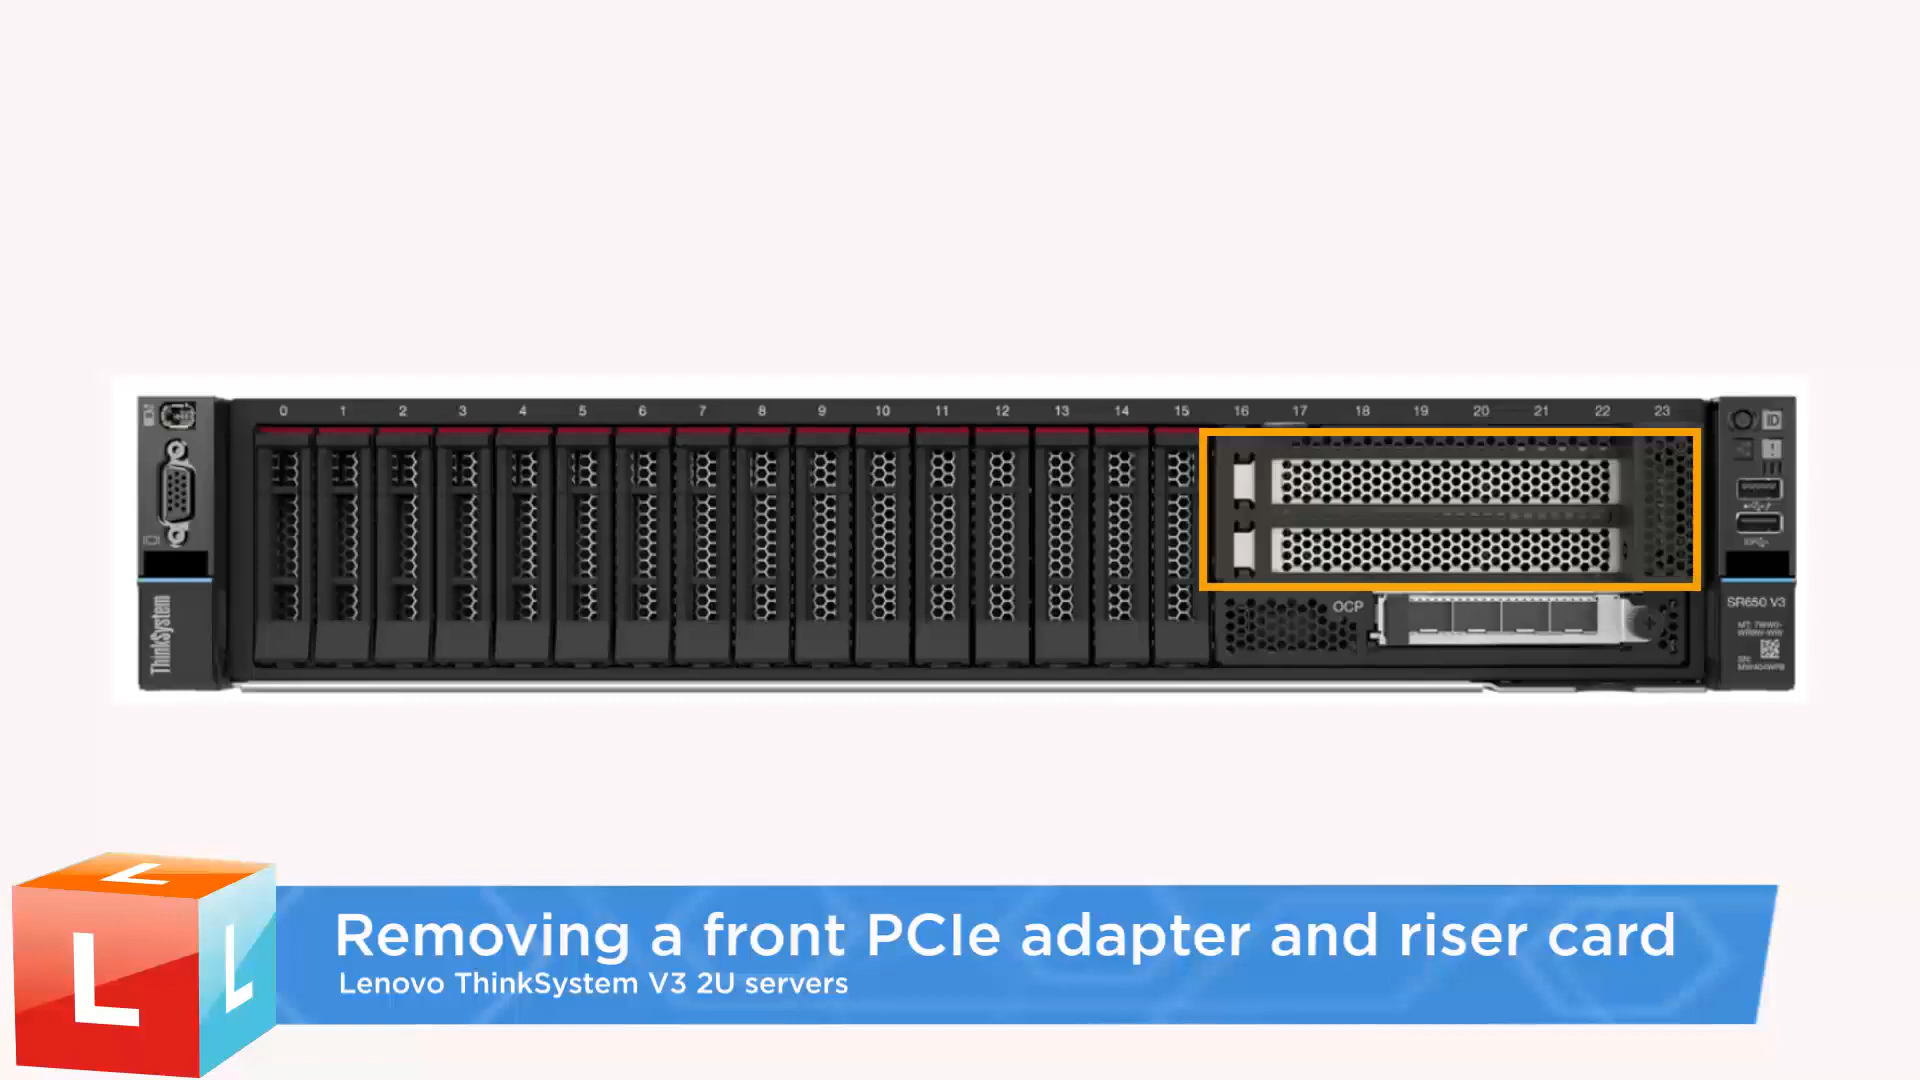 0 1 2 3 4 5 6 7 8 9 10 11 12 13 14 15 16 17 18 19 20 21 22 23
ID
OCP
SR650 V3
ThinkSystem
L
L
L
Removing a front PCIe adapter and riser card
Lenovo ThinkSystem V3 2U servers